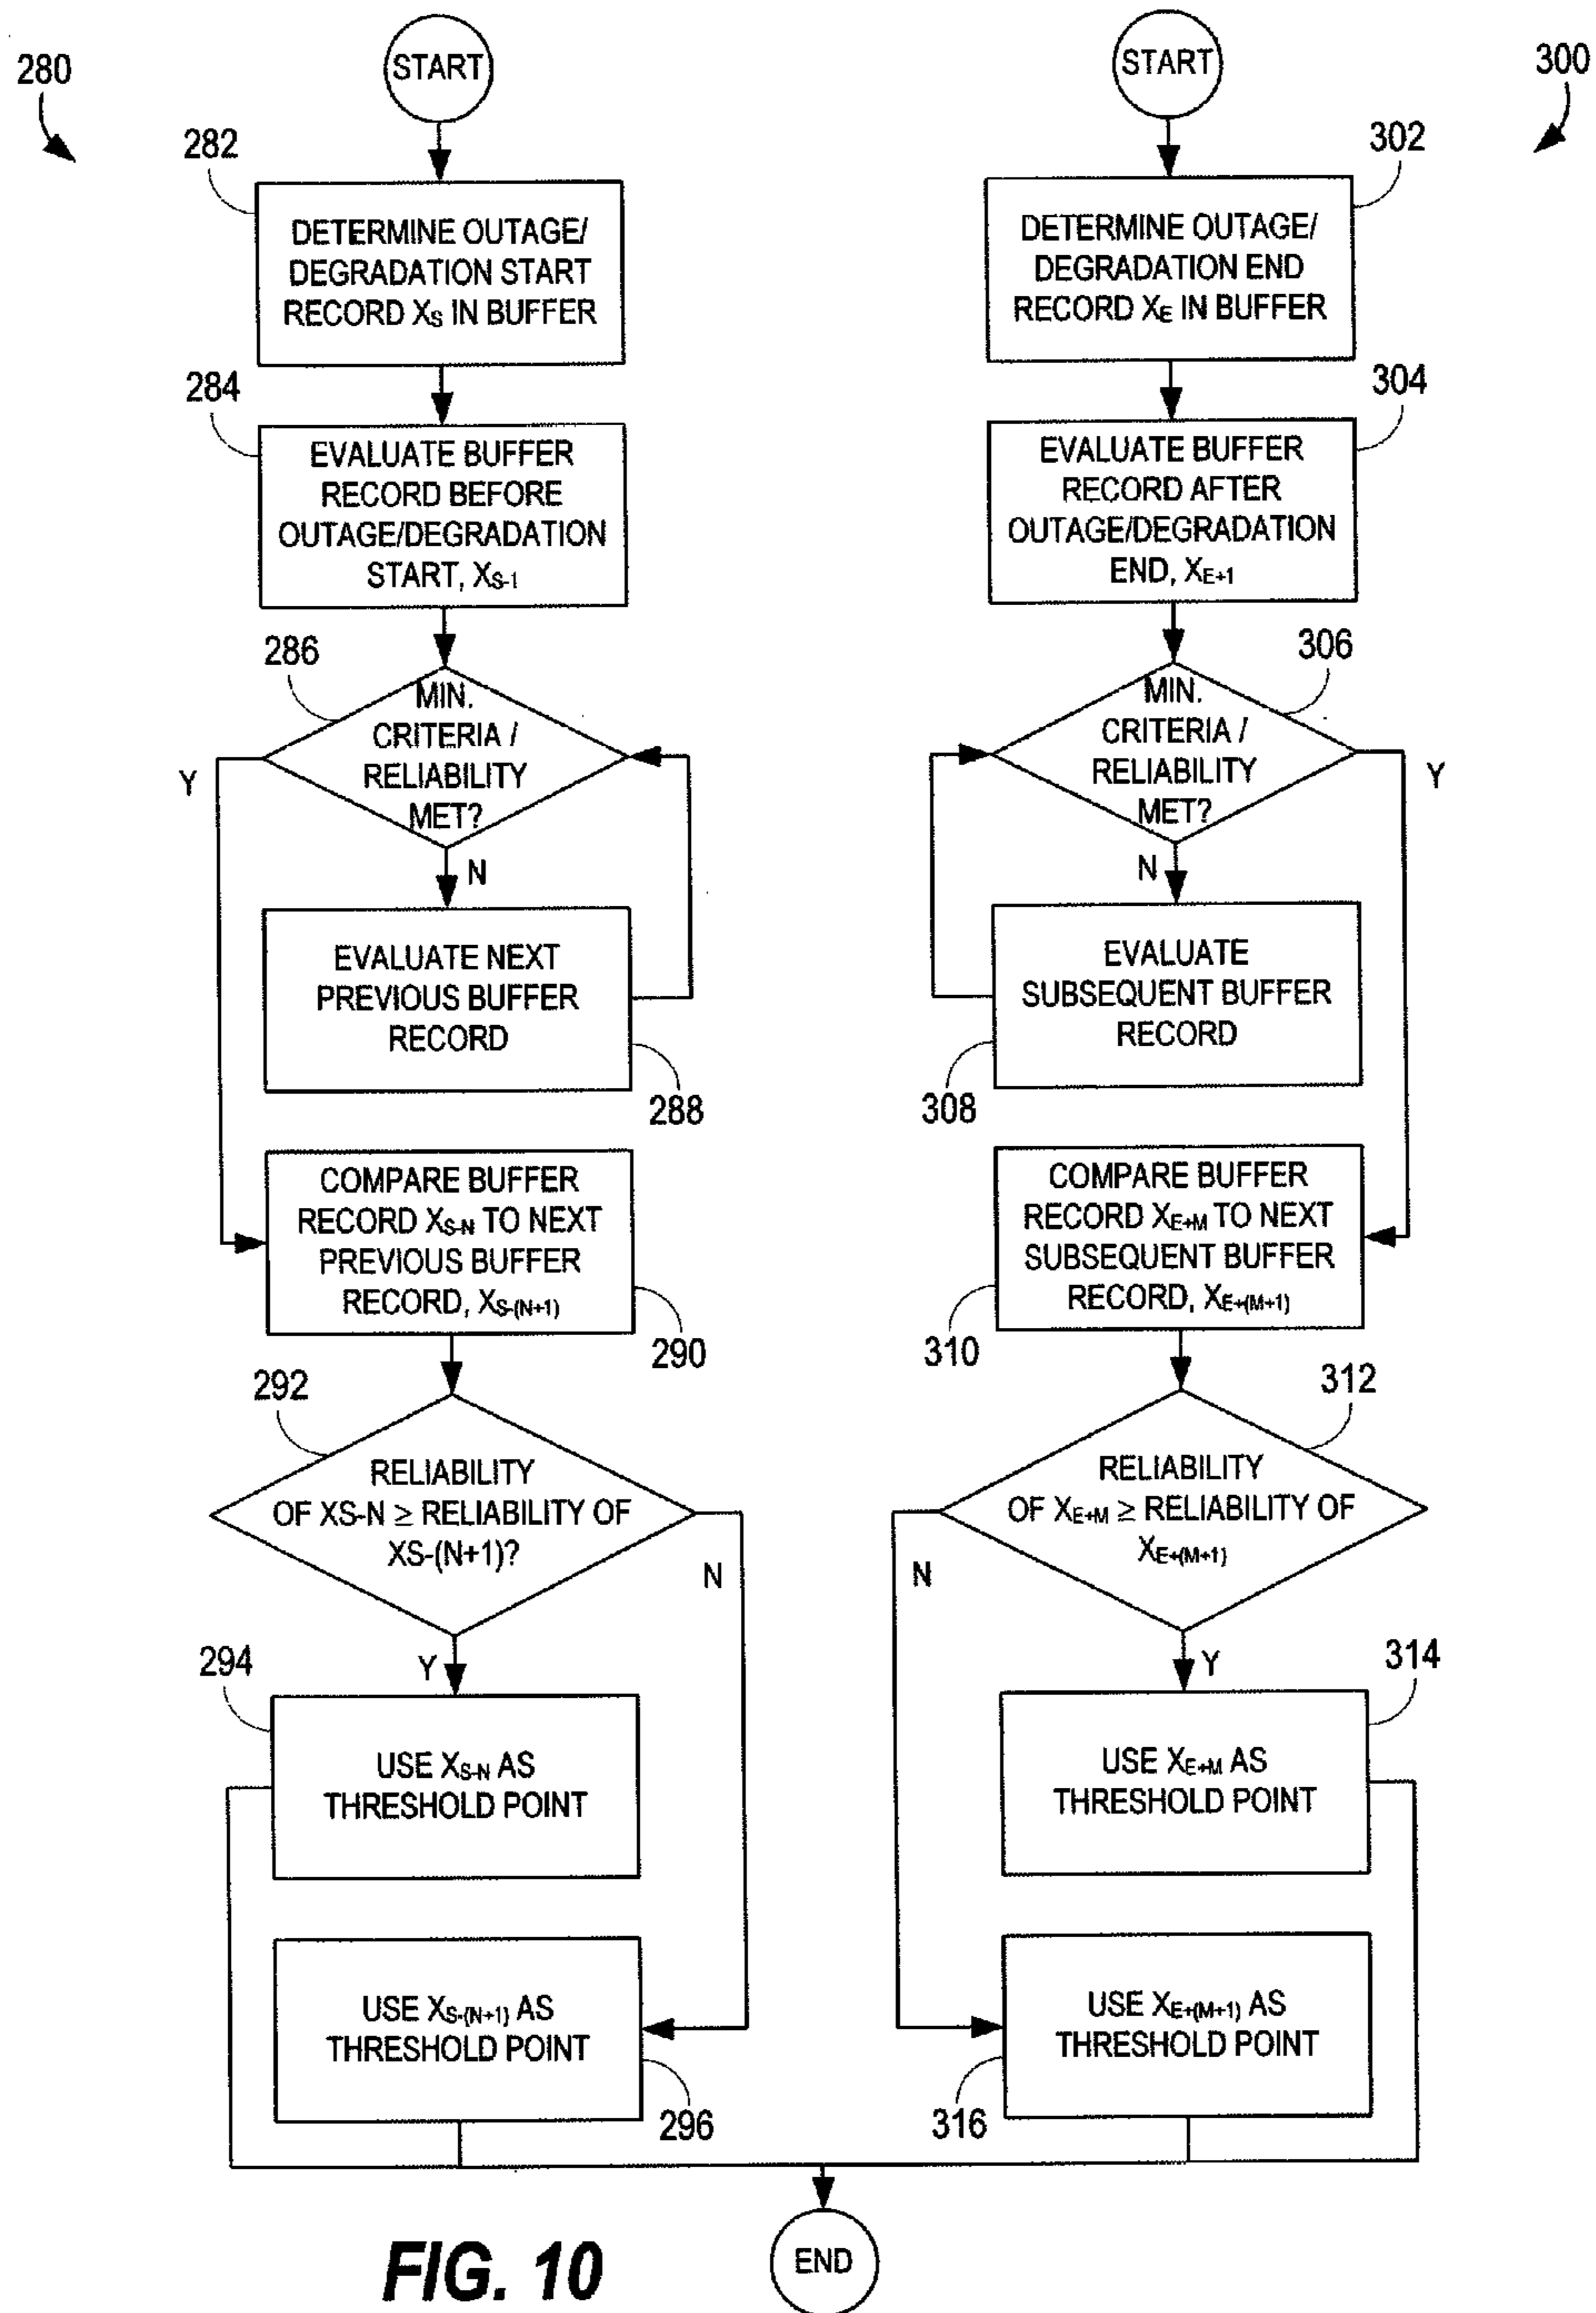 280
START
282
DETERMINE OUTAGE/
DEGRADATION START
RECORD XS IN BUFFER
284
EVALUATE BUFFER
RECORD BEFORE
OUTAGE/DEGRADATION
START, XS-1
286
MIN.
CRITERIA /
RELIABILITY
MET?
Y
N
EVALUATE NEXT
PREVIOUS BUFFER
RECORD
288
COMPARE BUFFER
RECORD XS-N TO NEXT
PREVIOUS BUFFER
RECORD, XS-(N+1)
290
292
RELIABILITY
OF XS-N ≥ RELIABILITY OF
XS-(N+1)?
N
Y
294
USE XS-N AS
THRESHOLD POINT
USE XS-(N+1) AS
THRESHOLD POINT
296
START
300
302
DETERMINE OUTAGE/
DEGRADATION END
RECORD XE IN BUFFER
304
EVALUATE BUFFER
RECORD AFTER
OUTAGE/DEGRADATION
END, XE+1
306
MIN.
CRITERIA /
RELIABILITY
MET?
Y
N
EVALUATE
SUBSEQUENT BUFFER
RECORD
308
COMPARE BUFFER
RECORD XE+M TO NEXT
SUBSEQUENT BUFFER
RECORD, XE+(M+1)
310
312
RELIABILITY
OF XE+M ≥ RELIABILITY OF
XE+(M+1)
N
Y
314
USE XE+M AS
THRESHOLD POINT
USE XE+(M+1) AS
THRESHOLD POINT
316
END
FIG. 10